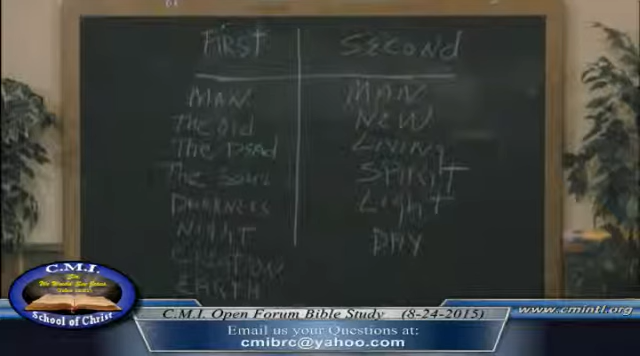 FIRST SECOND
MAN MAN
The Old NEW
The DEAD LIVING
The SOUL SPIRIT
DARKNESS Light
NIGHT DAY
CREATION
EARTH
C.M.I.
School of Christ
C.M.I. Open Forum Bible Study (8-24-2015)
www.cmintl.org
Email us your Questions at:
cmibrc@yahoo.com